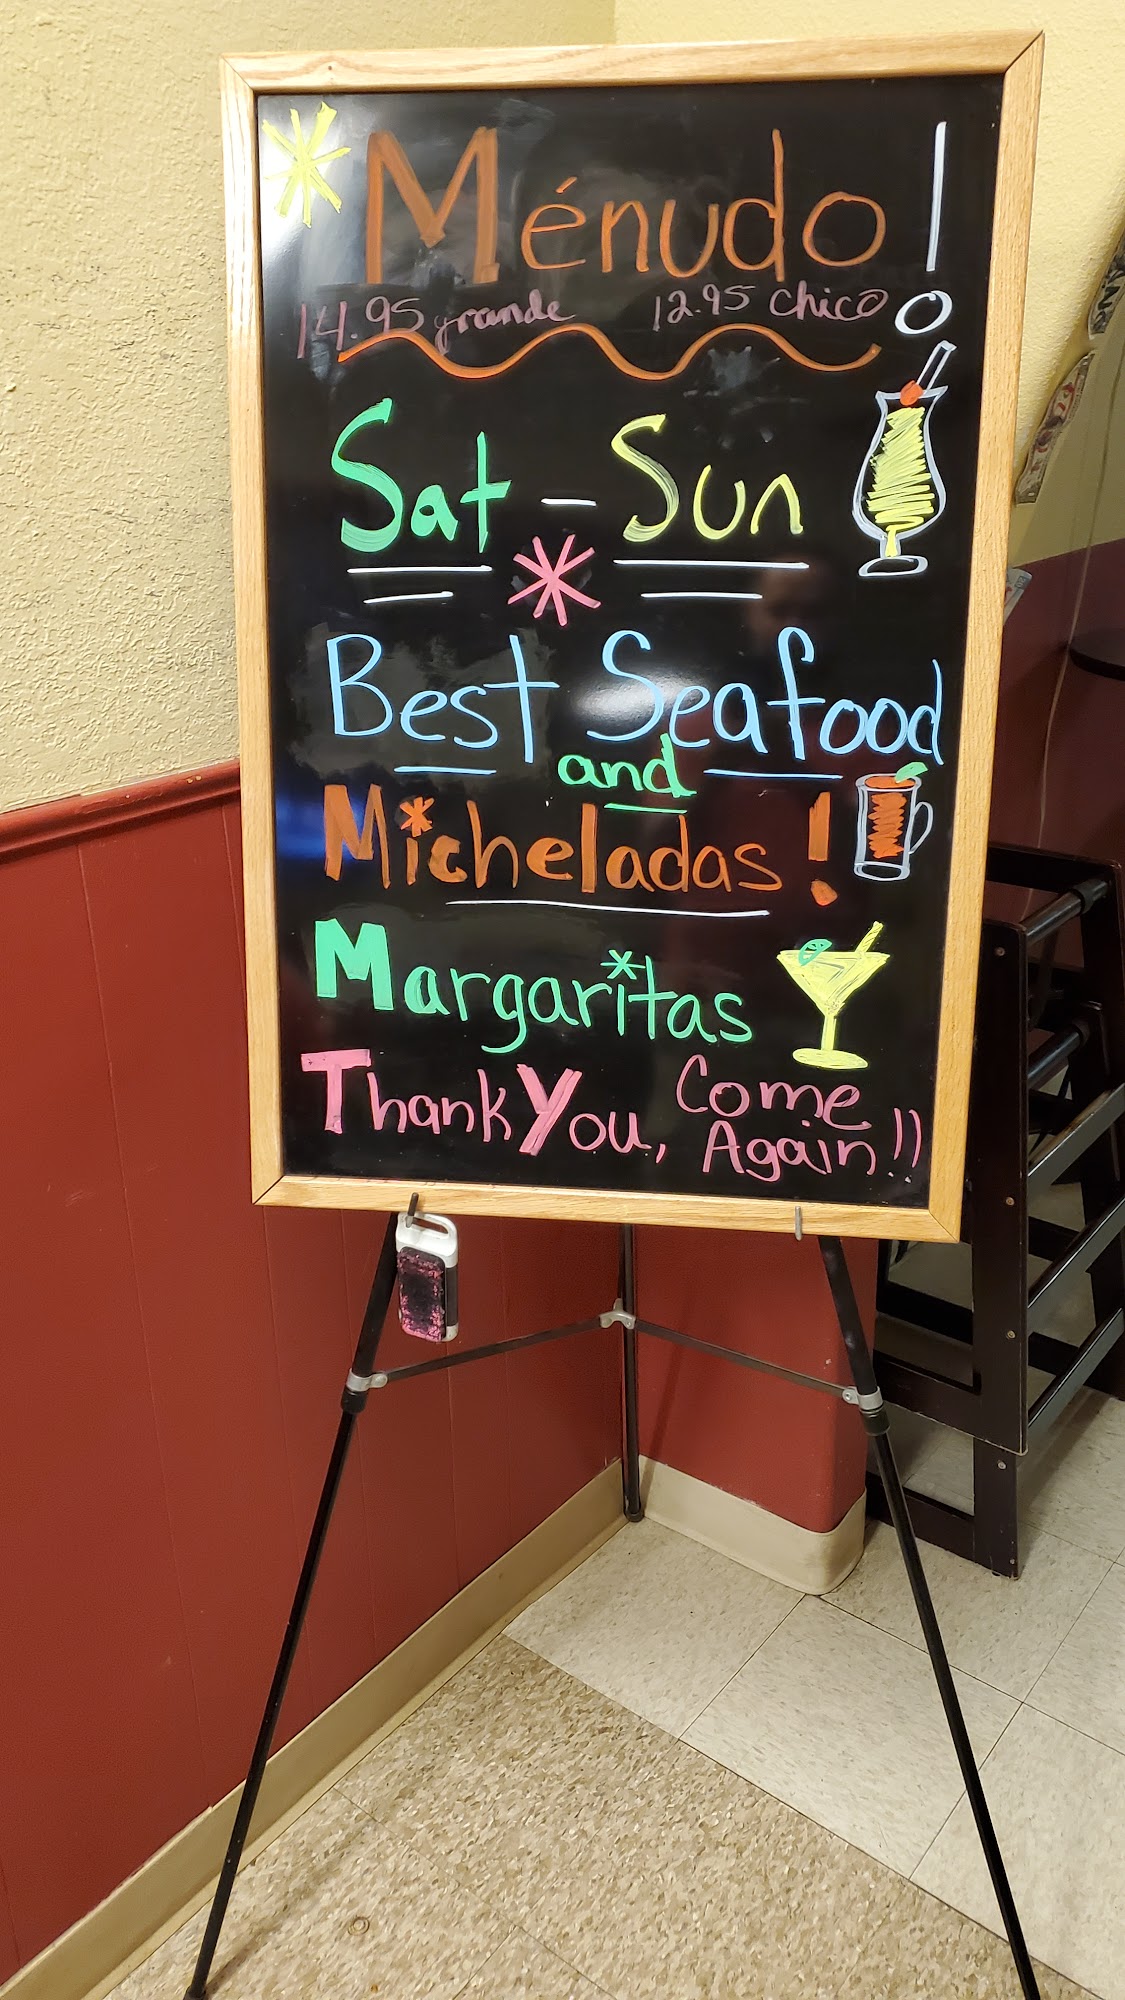 Ménudo!
14.95 grande 12.95 chico
Sat - Sun
Best Seafood
and
Micheladas!
Margaritas
Thank You, Come
Again!!